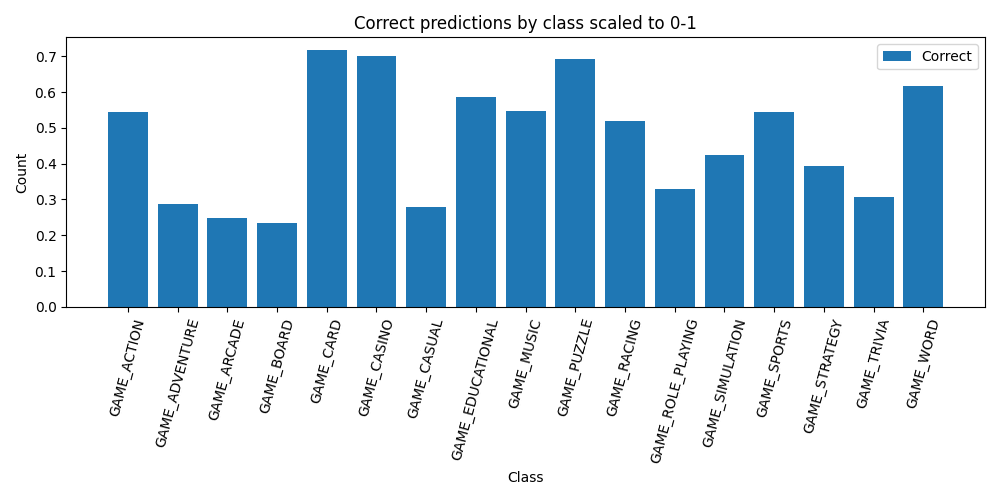 Correct predictions by class scaled to 0-1
Correct
Count
0.7
0.6
0.5
0.4
0.3
0.2
0.1
0.0
GAME_ACTION
GAME_ADVENTURE
GAME_ARCADE
GAME_BOARD
GAME_CARD
GAME_CASINO
GAME_CASUAL
GAME_EDUCATIONAL
GAME_MUSIC
GAME_PUZZLE
GAME_RACING
GAME_ROLE_PLAYING
GAME_SIMULATION
GAME_SPORTS
GAME_STRATEGY
GAME_TRIVIA
GAME_WORD
Class